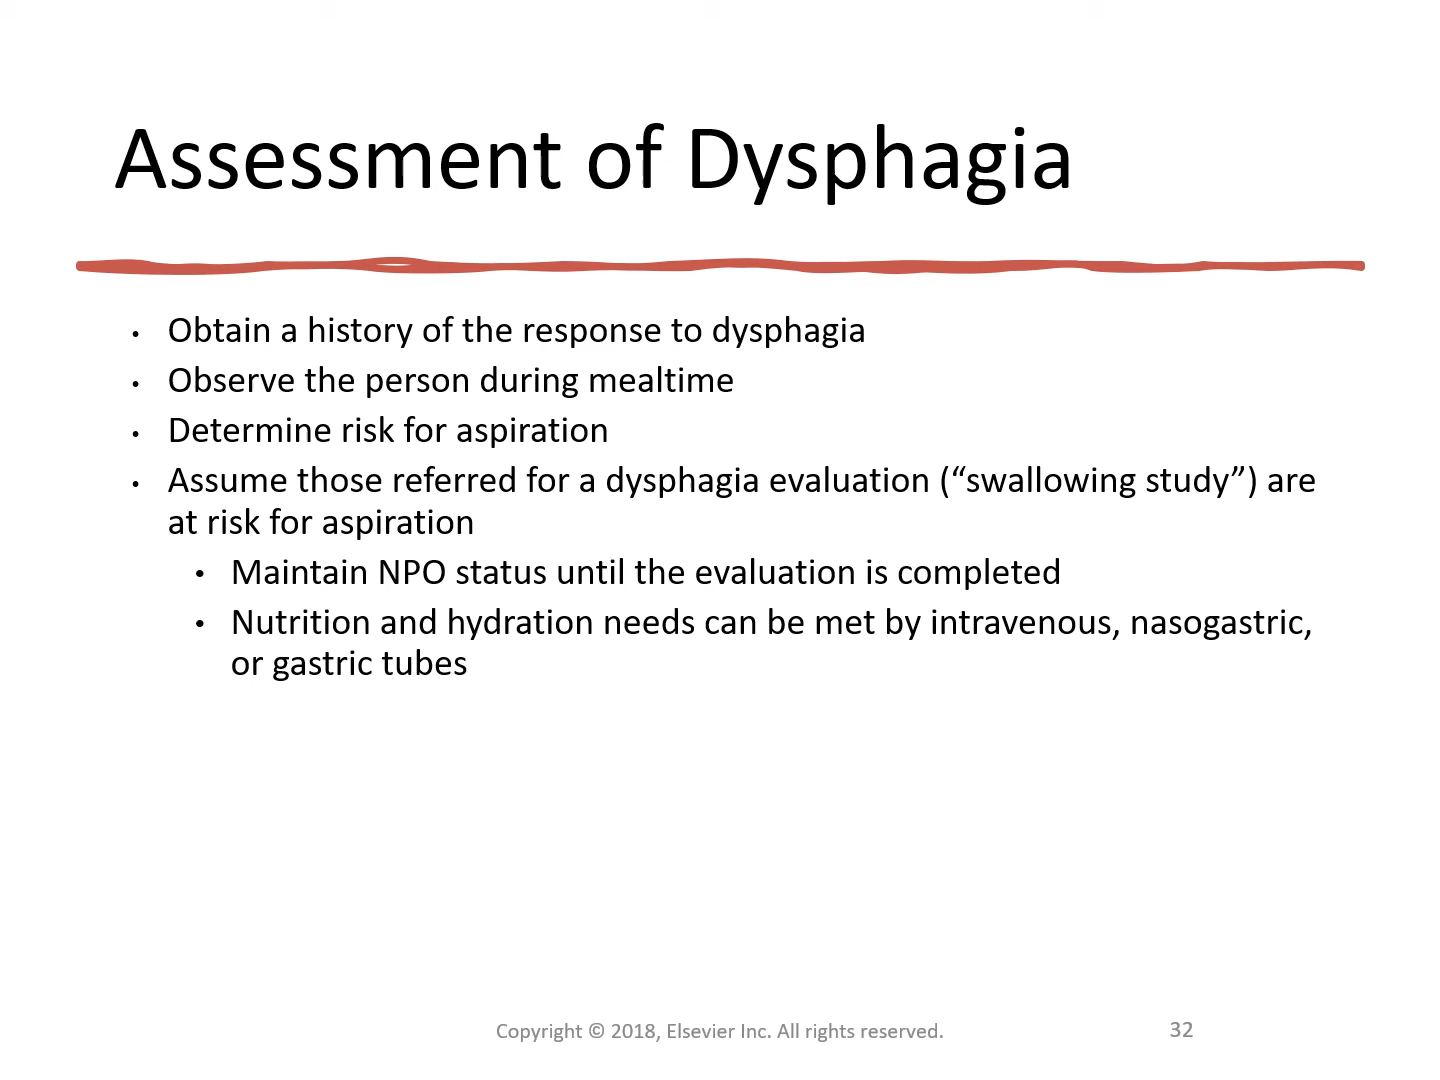 Assessment of Dysphagia
• Obtain a history of the response to dysphagia
• Observe the person during mealtime
• Determine risk for aspiration
• Assume those referred for a dysphagia evaluation (“swallowing study”) are
at risk for aspiration
• Maintain NPO status until the evaluation is completed
• Nutrition and hydration needs can be met by intravenous, nasogastric,
or gastric tubes
Copyright © 2018, Elsevier Inc. All rights reserved.
32